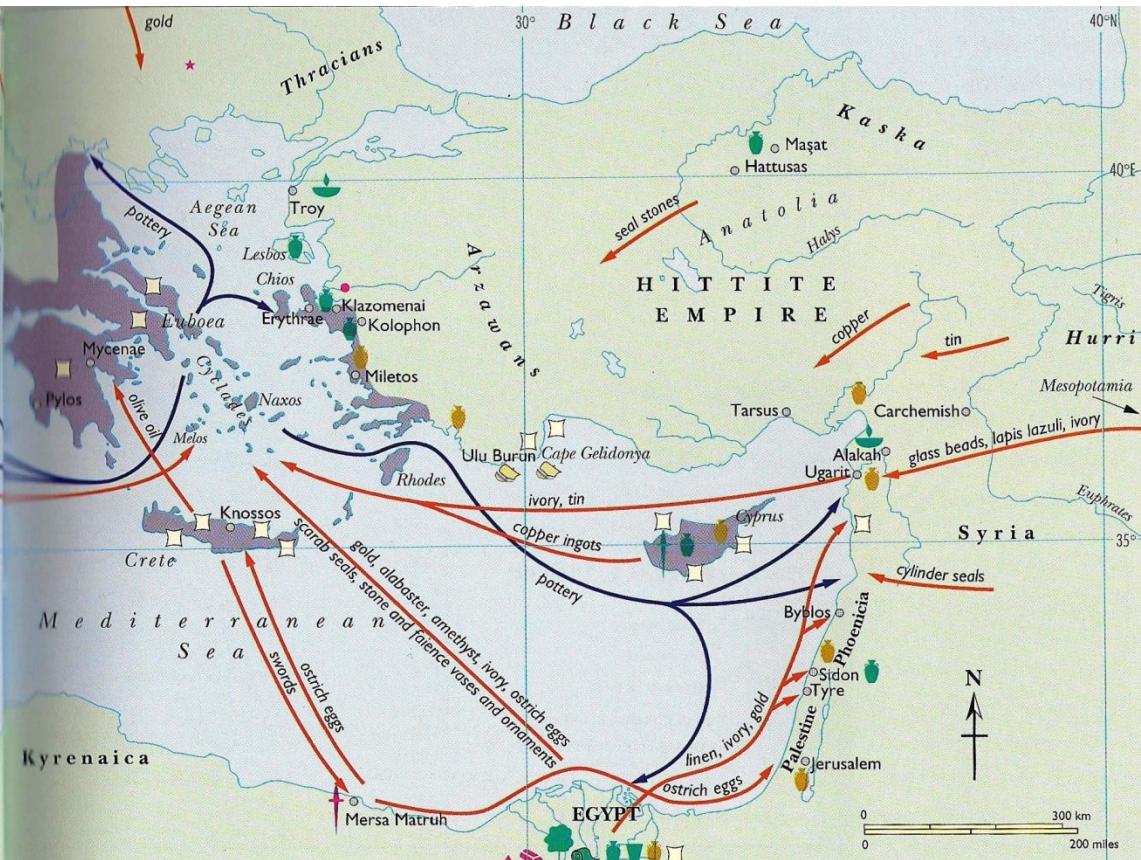 gold
30°
Black Sea
40°N
Thracians
Kaska
Maşat
Hattusas
40°E
pottery
Aegean
Sea
Troy
seal stones
Anatolia
Halys
Lesbos
Chios
Arzawans
HITTITE
EMPIRE
Tigris
Klazomenai
Erythrae
Kolophon
Euboea
copper
tin
Hurri
Mycenae
Cyclades
Miletos
Mesopotamia
Pylos
olive oil
Naxos
Tarsus
Carchemish
Melos
Ulu Burun
Cape Gelidonya
Alakah
glass beads, lapis lazuli, ivory
Rhodes
Ugarit
Euphrates
ivory, tin
Knossos
Cyprus
copper ingots
Syria
35°
Crete
scarab seals, stone and faience vases and ornaments
gold, alabaster, amethyst, ivory, ostrich eggs
pottery
cylinder seals
Mediterranean
Sea
Byblos
Phoenicia
swords
ostrich eggs
Sidon
Tyre
N
linen, ivory, gold
Palestine
Kyrenaica
Jerusalem
ostrich eggs
Mersa Matruh
EGYPT
30°
0 300 km
0 200 miles